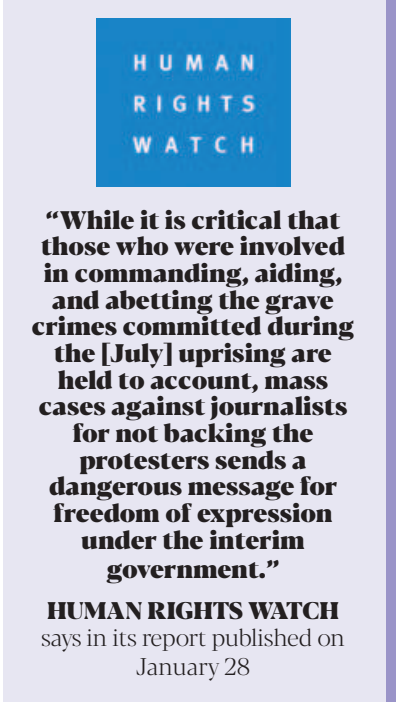 HUMAN
RIGHTS
WATCH
“While it is critical that
those who were involved
in commanding, aiding,
and abetting the grave
crimes committed during
the [July] uprising are
held to account, mass
cases against journalists
for not backing the
protesters sends a
dangerous message for
freedom of expression
under the interim
government.”
HUMAN RIGHTS WATCH
says in its report published on
January 28